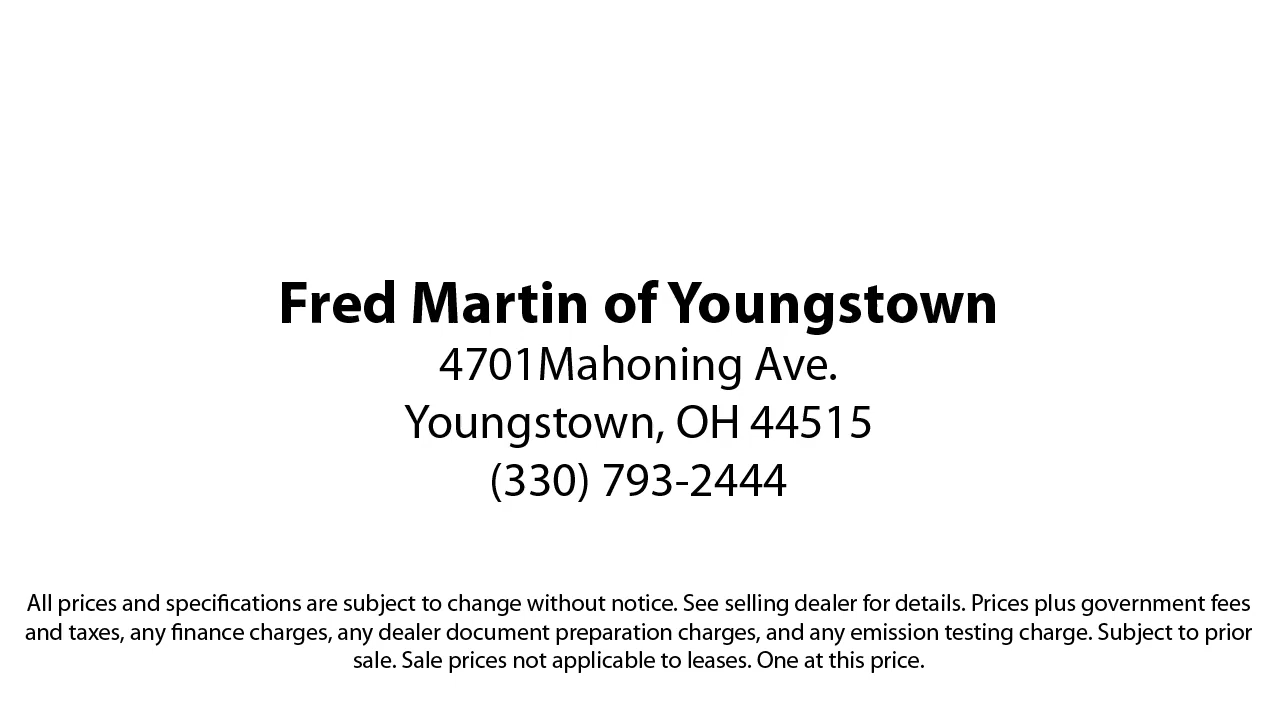 Fred Martin of Youngstown
4701Mahoning Ave.
Youngstown, OH 44515
(330) 793-2444
All prices and specifications are subject to change without notice. See selling dealer for details. Prices plus government fees
and taxes, any finance charges, any dealer document preparation charges, and any emission testing charge. Subject to prior
sale. Sale prices not applicable to leases. One at this price.